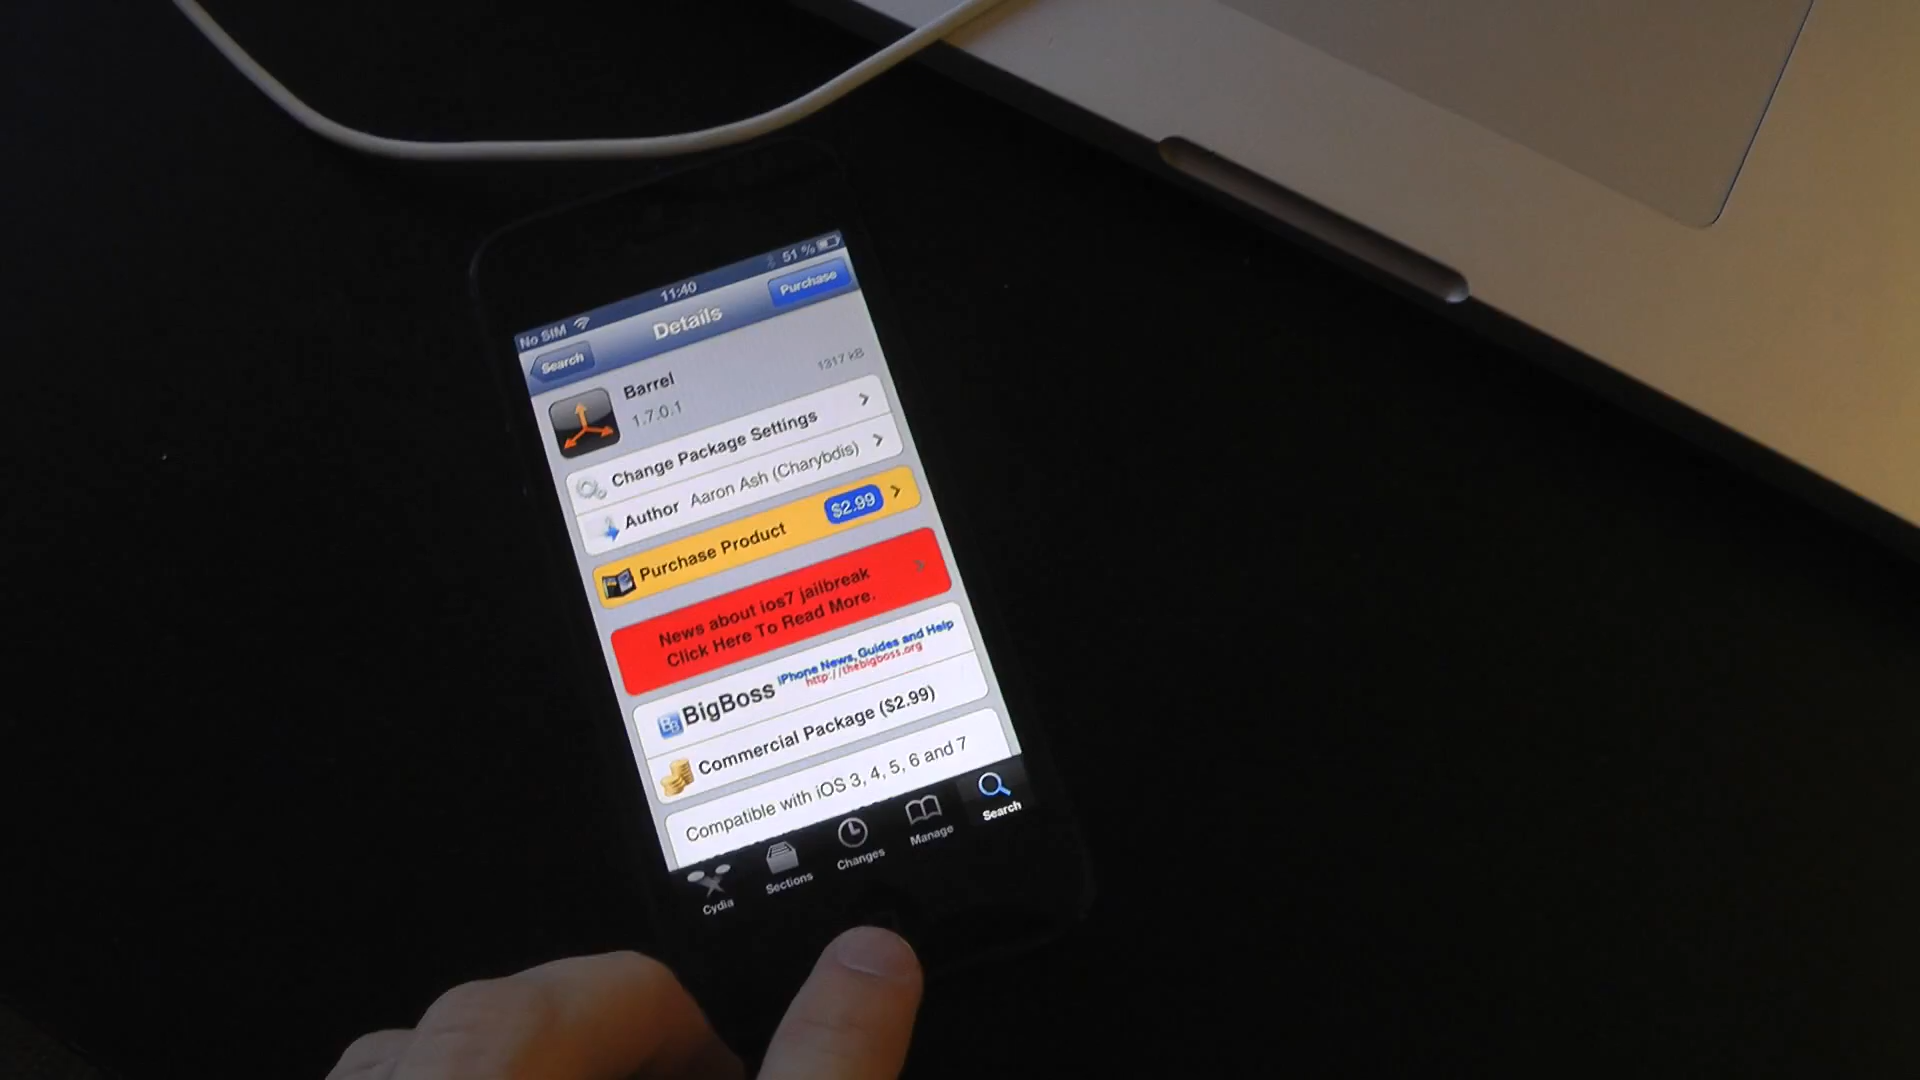 No SIM 11:40 51 %
Search Details Purchase
Barrel 1317 kB
1.7.0.1
Change Package Settings
Author Aaron Ash (Charybdis)
Purchase Product $2.99
News about ios7 jailbreak
Click Here To Read More.
BigBoss iPhone News, Guides and Help
http://thebigboss.org
Commercial Package ($2.99)
Compatible with iOS 3, 4, 5, 6 and 7
Cydia Sections Changes Manage Search